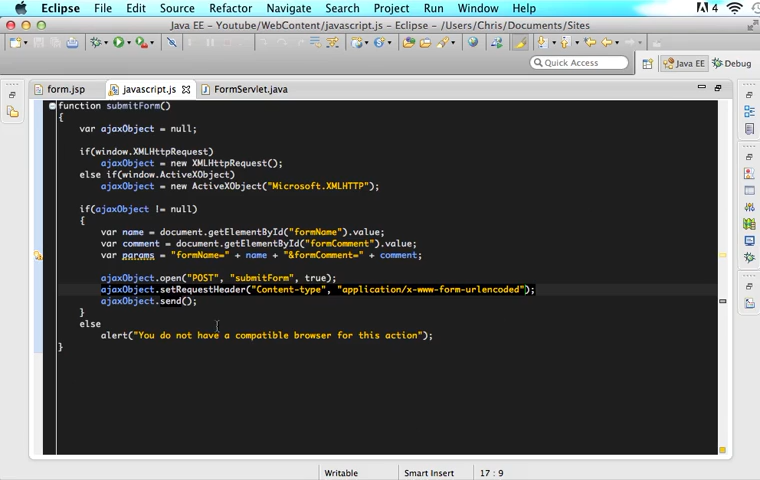 Eclipse File Edit Source Refactor Navigate Search Project Run Window Help 4
Java EE - Youtube/WebContent/javascript.js - Eclipse - /Users/Chris/Documents/Sites
Quick Access Java EE Debug
form.jsp javascript.js FormServlet.java
function submitForm()
{
var ajaxObject = null;
if(window.XMLHttpRequest)
ajaxObject = new XMLHttpRequest();
else if(window.ActiveXObject)
ajaxObject = new ActiveXObject("Microsoft.XMLHTTP");
if(ajaxObject != null)
{
var name = document.getElementById("formName").value;
var comment = document.getElementById("formComment").value;
var params = "formName=" + name + "&formComment=" + comment;
ajaxObject.open("POST", "submitForm", true);
ajaxObject.setRequestHeader("Content-type", "application/x-www-form-urlencoded");
ajaxObject.send();
}
else
alert("You do not have a compatible browser for this action");
}
Writable Smart Insert 17 : 9